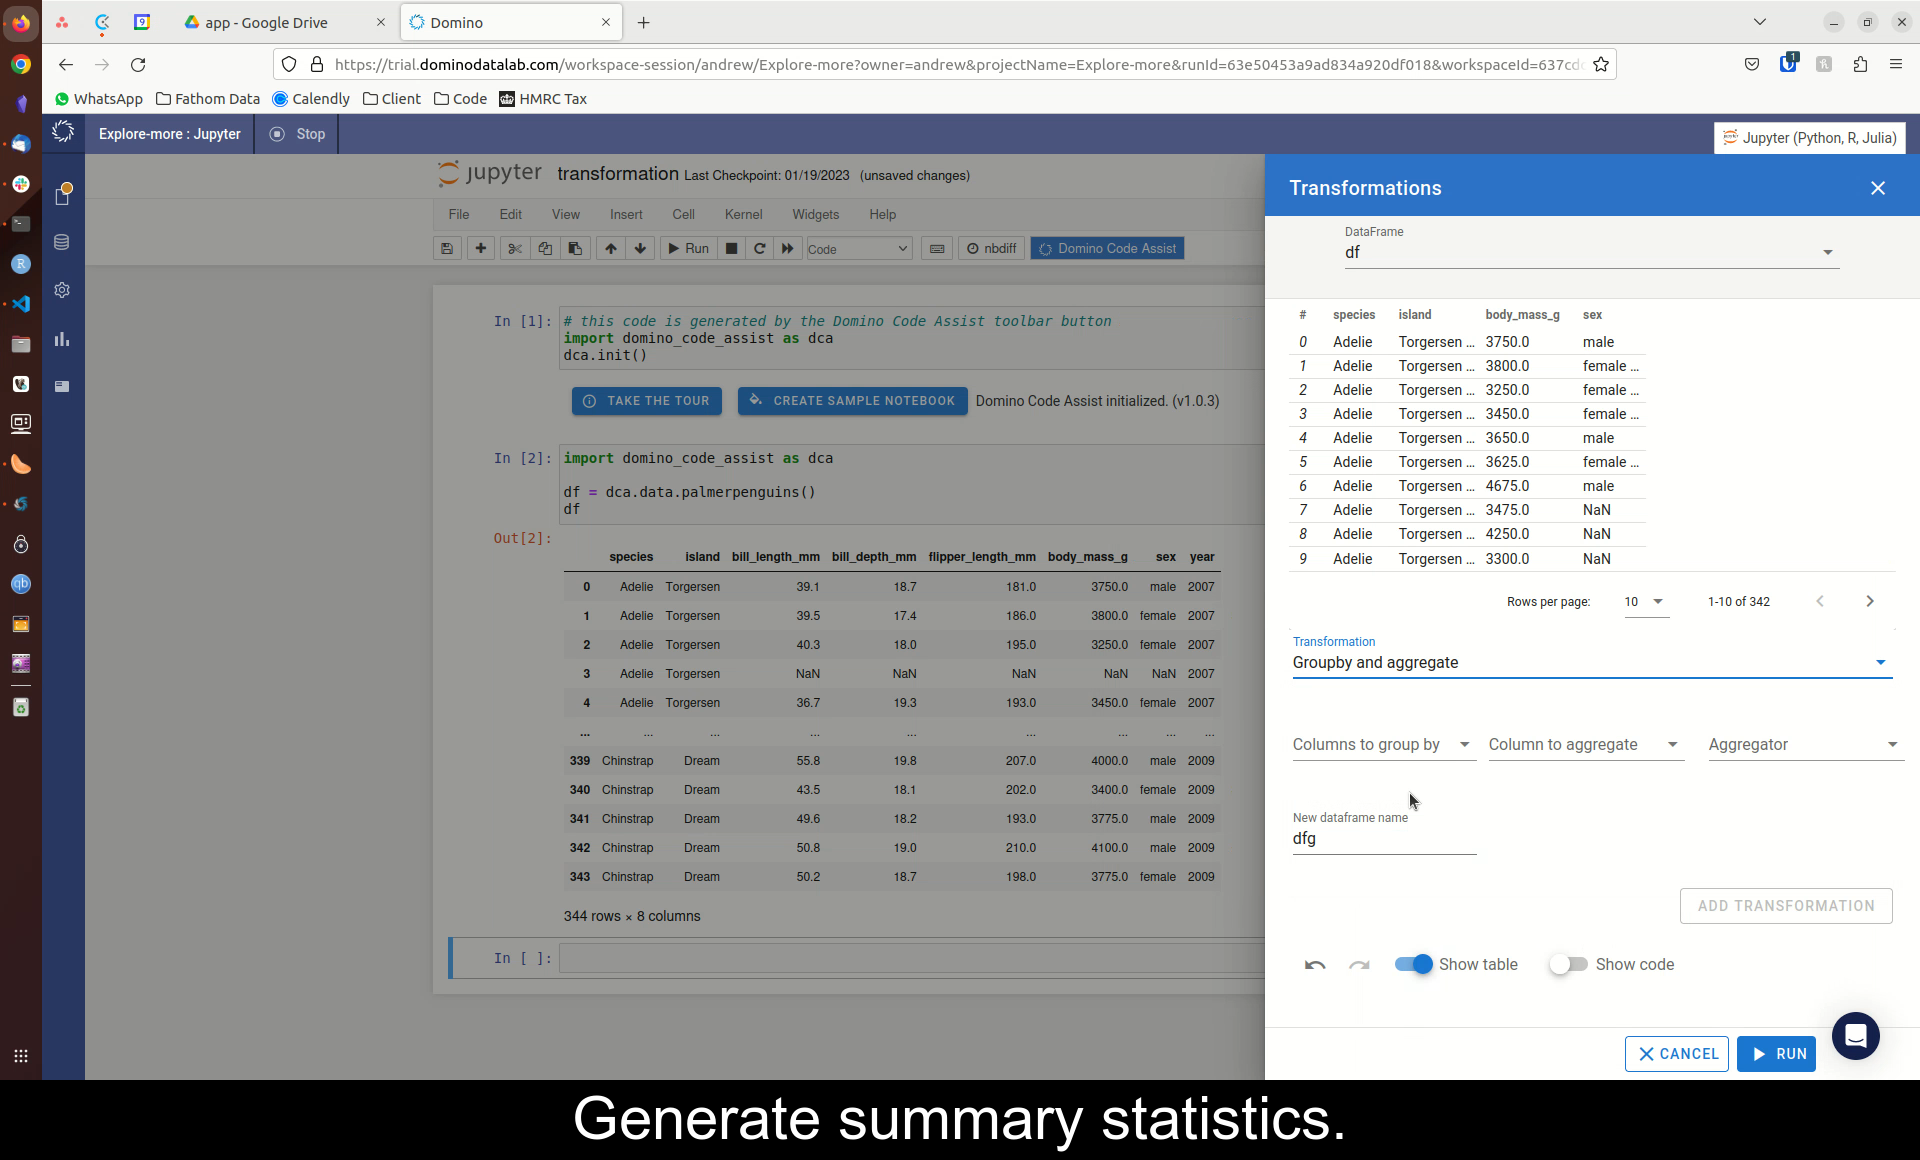 app - Google Drive
Domino
https://trial.dominodatalab.com/workspace-session/andrew/Explore-more?owner=andrew&projectName=Explore-more&runId=63e50453a9ad834a920df018&workspaceId=637cdc
WhatsApp Fathom Data Calendly Client Code HMRC Tax
Explore-more : Jupyter Stop
Jupyter (Python, R, Julia)
jupyter transformation Last Checkpoint: 01/19/2023 (unsaved changes)
File Edit View Insert Cell Kernel Widgets Help
Run Code nbdiff Domino Code Assist
In [1]: # this code is generated by the Domino Code Assist toolbar button
import domino_code_assist as dca
dca.init()
TAKE THE TOUR CREATE SAMPLE NOTEBOOK Domino Code Assist initialized. (v1.0.3)
In [2]: import domino_code_assist as dca
df = dca.data.palmerpenguins()
df
Out[2]:
species island bill_length_mm bill_depth_mm flipper_length_mm body_mass_g sex year
0 Adelie Torgersen 39.1 18.7 181.0 3750.0 male 2007
1 Adelie Torgersen 39.5 17.4 186.0 3800.0 female 2007
2 Adelie Torgersen 40.3 18.0 195.0 3250.0 female 2007
3 Adelie Torgersen NaN NaN NaN NaN NaN 2007
4 Adelie Torgersen 36.7 19.3 193.0 3450.0 female 2007
... ... ... ... ... ... ... ... ...
339 Chinstrap Dream 55.8 19.8 207.0 4000.0 male 2009
340 Chinstrap Dream 43.5 18.1 202.0 3400.0 female 2009
341 Chinstrap Dream 49.6 18.2 193.0 3775.0 male 2009
342 Chinstrap Dream 50.8 19.0 210.0 4100.0 male 2009
343 Chinstrap Dream 50.2 18.7 198.0 3775.0 female 2009
344 rows × 8 columns
In [ ]:
Transformations
DataFrame
df
# species island body_mass_g sex
0 Adelie Torgersen ... 3750.0 male
1 Adelie Torgersen ... 3800.0 female ...
2 Adelie Torgersen ... 3250.0 female ...
3 Adelie Torgersen ... 3450.0 female ...
4 Adelie Torgersen ... 3650.0 male
5 Adelie Torgersen ... 3625.0 female ...
6 Adelie Torgersen ... 4675.0 male
7 Adelie Torgersen ... 3475.0 NaN
8 Adelie Torgersen ... 4250.0 NaN
9 Adelie Torgersen ... 3300.0 NaN
Rows per page: 10 1-10 of 342
Transformation
Groupby and aggregate
Columns to group by Column to aggregate Aggregator
New dataframe name
dfg
ADD TRANSFORMATION
Show table Show code
CANCEL RUN
Generate summary statistics.